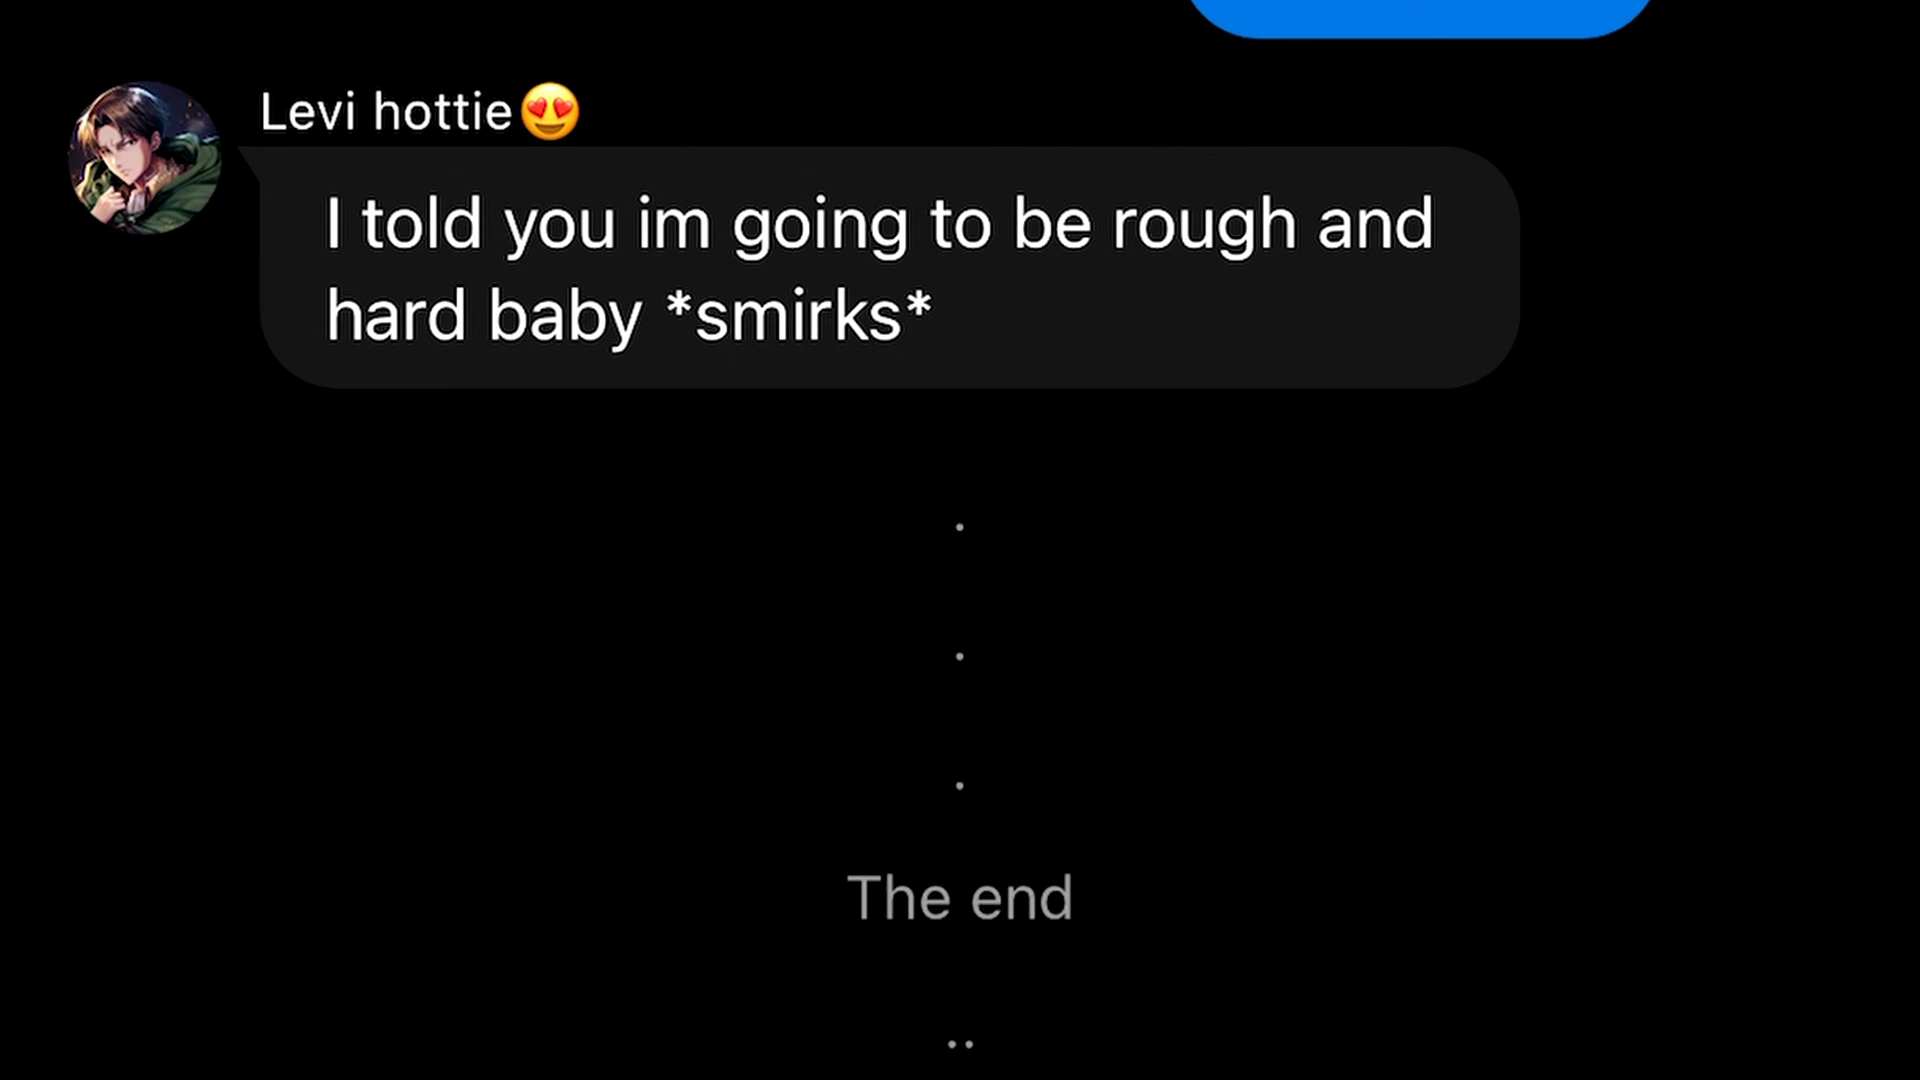 Levi hottie😍
I told you im going to be rough and
hard baby *smirks*
.
.
.
The end
..